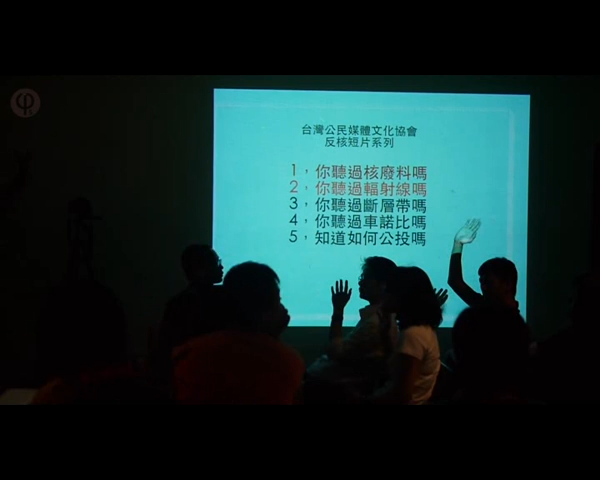 φ
台灣公民媒體文化協會
反核短片系列
1，你聽過核廢料嗎
2，你聽過輻射線嗎
3，你聽過斷層帶嗎
4，你聽過車諾比嗎
5，知道如何公投嗎